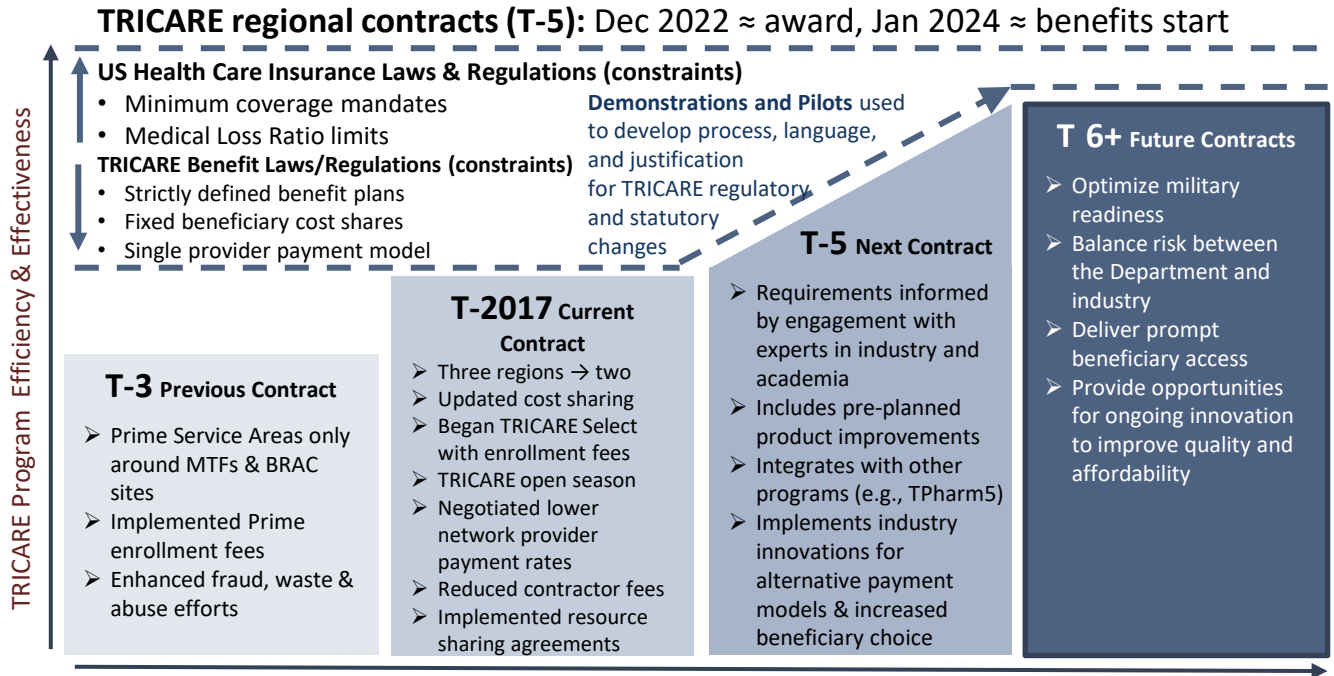 TRICARE regional contracts (T-5): Dec 2022 ≈ award, Jan 2024 ≈ benefits start
TRICARE Program Efficiency & Effectiveness
US Health Care Insurance Laws & Regulations (constraints)
• Minimum coverage mandates
• Medical Loss Ratio limits
TRICARE Benefit Laws/Regulations (constraints)
• Strictly defined benefit plans
• Fixed beneficiary cost shares
• Single provider payment model
Demonstrations and Pilots used
to develop process, language,
and justification
for TRICARE regulatory
and statutory
changes
T-3 Previous Contract
➢ Prime Service Areas only
around MTFs & BRAC
sites
➢ Implemented Prime
enrollment fees
➢ Enhanced fraud, waste &
abuse efforts
T-2017 Current
Contract
➢ Three regions → two
➢ Updated cost sharing
➢ Began TRICARE Select
with enrollment fees
➢ TRICARE open season
➢ Negotiated lower
network provider
payment rates
➢ Reduced contractor fees
➢ Implemented resource
sharing agreements
T-5 Next Contract
➢ Requirements informed
by engagement with
experts in industry and
academia
➢ Includes pre-planned
product improvements
➢ Integrates with other
programs (e.g., TPharm5)
➢ Implements industry
innovations for
alternative payment
models & increased
beneficiary choice
T 6+ Future Contracts
➢ Optimize military
readiness
➢ Balance risk between
the Department and
industry
➢ Deliver prompt
beneficiary access
➢ Provide opportunities
for ongoing innovation
to improve quality and
affordability